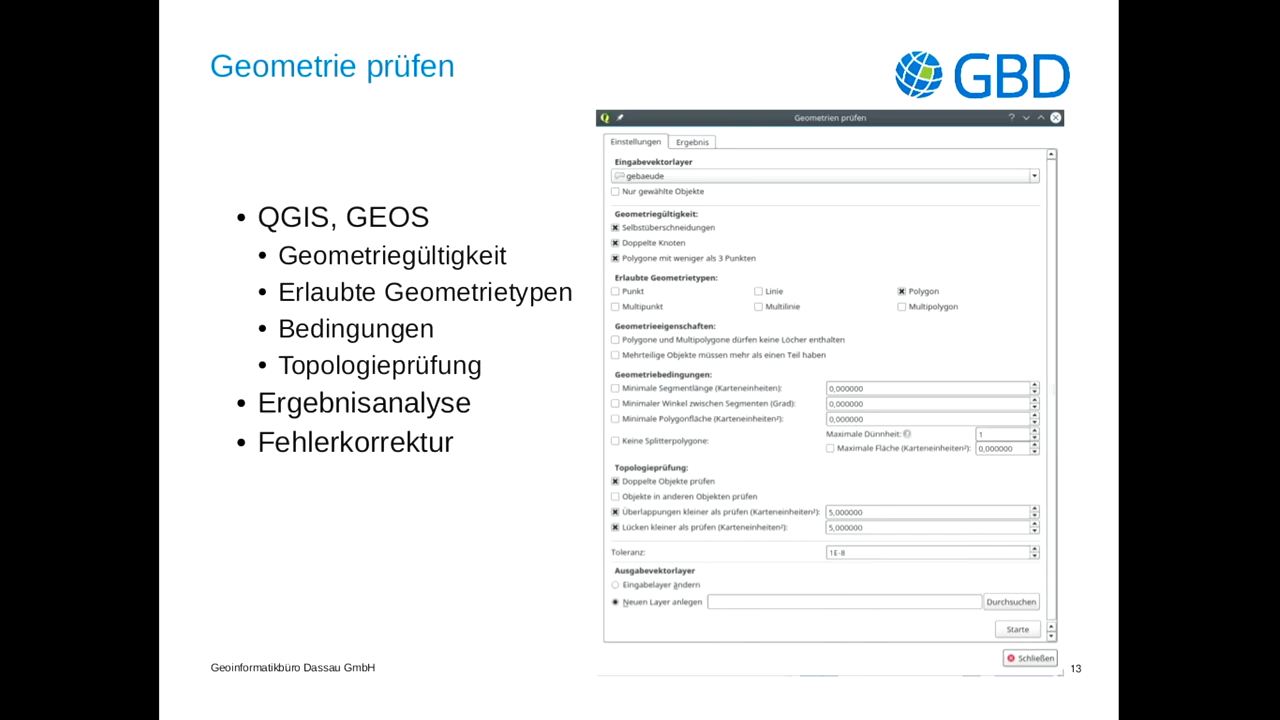 Geometrie prüfen
GBD
• QGIS, GEOS
• Geometriegültigkeit
• Erlaubte Geometrietypen
• Bedingungen
• Topologieprüfung
• Ergebnisanalyse
• Fehlerkorrektur
Geometrien prüfen
Einstellungen Ergebnis
Eingabevektorlayer
gebaeude
Nur gewählte Objekte
Geometriegültigkeit:
Selbstüberschneidungen
Doppelte Knoten
Polygone mit weniger als 3 Punkten
Erlaubte Geometrietypen:
Punkt Linie Polygon
Multipunkt Multilinie Multipolygon
Geometrieeigenschaften:
Polygone und Multipolygone dürfen keine Löcher enthalten
Mehrteilige Objekte müssen mehr als einen Teil haben
Geometriebedingungen:
Minimale Segmentlänge (Karteneinheiten): 0,000000
Minimaler Winkel zwischen Segmenten (Grad): 0,000000
Minimale Polygonfläche (Karteneinheiten²): 0,000000
Keine Splitterpolygone: Maximale Dünnheit: 1
Maximale Fläche (Karteneinheiten²): 0,000000
Topologieprüfung:
Doppelte Objekte prüfen
Objekte in anderen Objekten prüfen
Überlappungen kleiner als prüfen (Karteneinheiten²): 5,000000
Lücken kleiner als prüfen (Karteneinheiten²): 5,000000
Toleranz: 1E-8
Ausgabevektorlayer
Eingabelayer ändern
Neuen Layer anlegen Durchsuchen
Starte
Schließen
Geoinformatikbüro Dassau GmbH
13